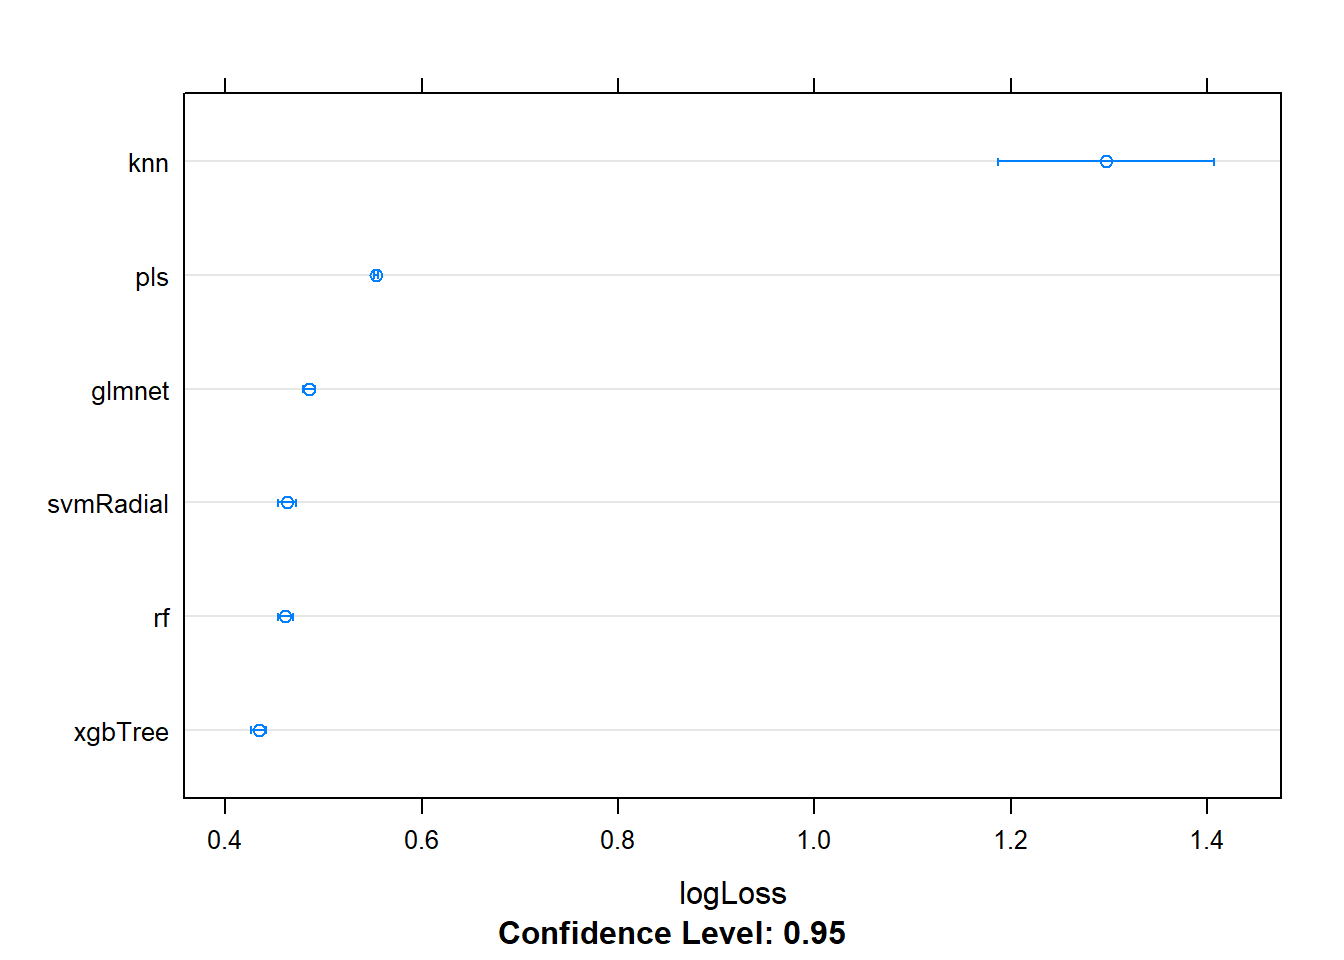 knn
pls
glmnet
svmRadial
rf
xgbTree
0.4 0.6 0.8 1.0 1.2 1.4
logLoss
Confidence Level: 0.95